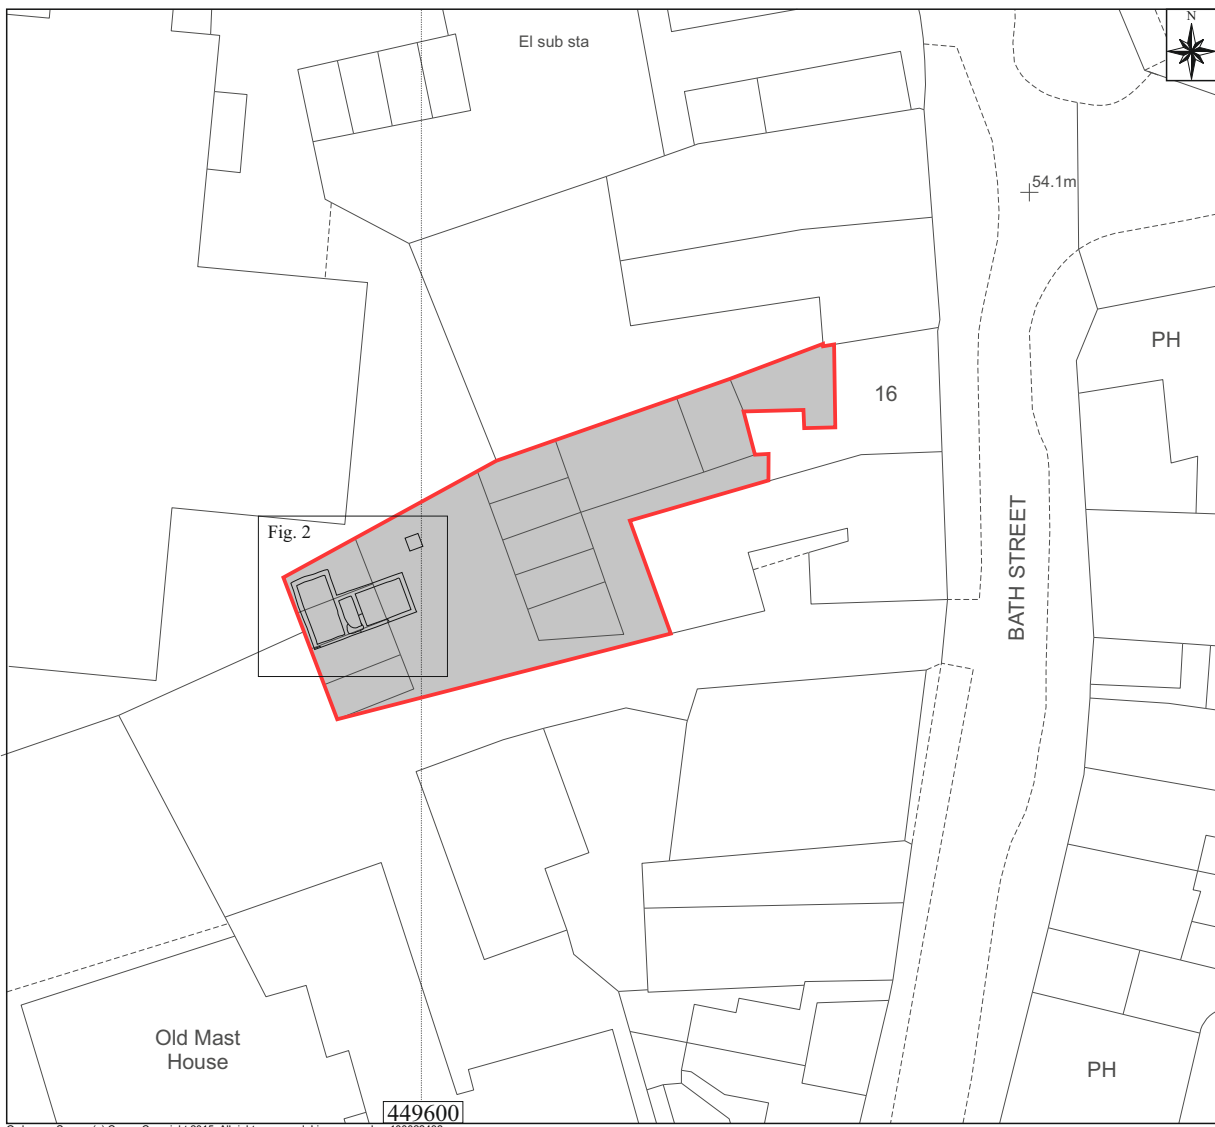 N
El sub sta
54.1m
PH
16
Fig. 2
BATH STREET
Old Mast
House
PH
449600